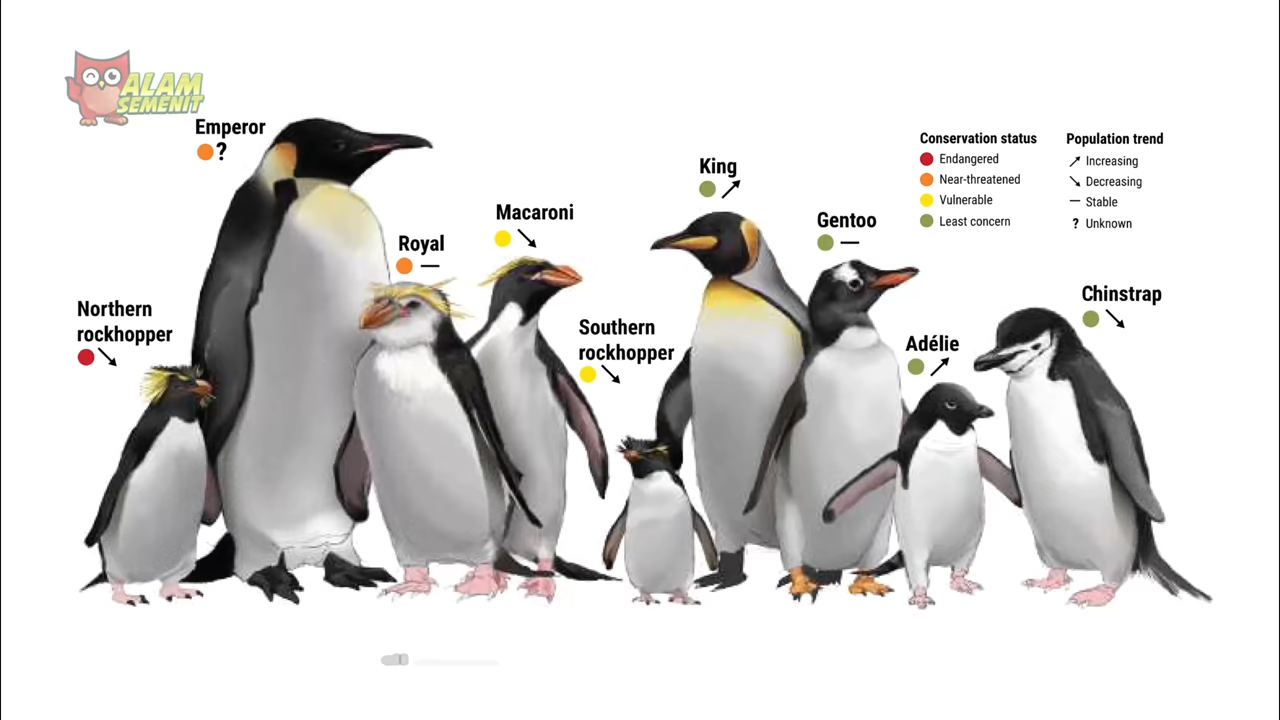 ALAM
SEMENIT
Emperor
?
King
Conservation status
Endangered
Near-threatened
Vulnerable
Least concern
Population trend
Increasing
Decreasing
Stable
? Unknown
Macaroni
Gentoo
Royal
Northern
rockhopper
Southern
rockhopper
Adélie
Chinstrap